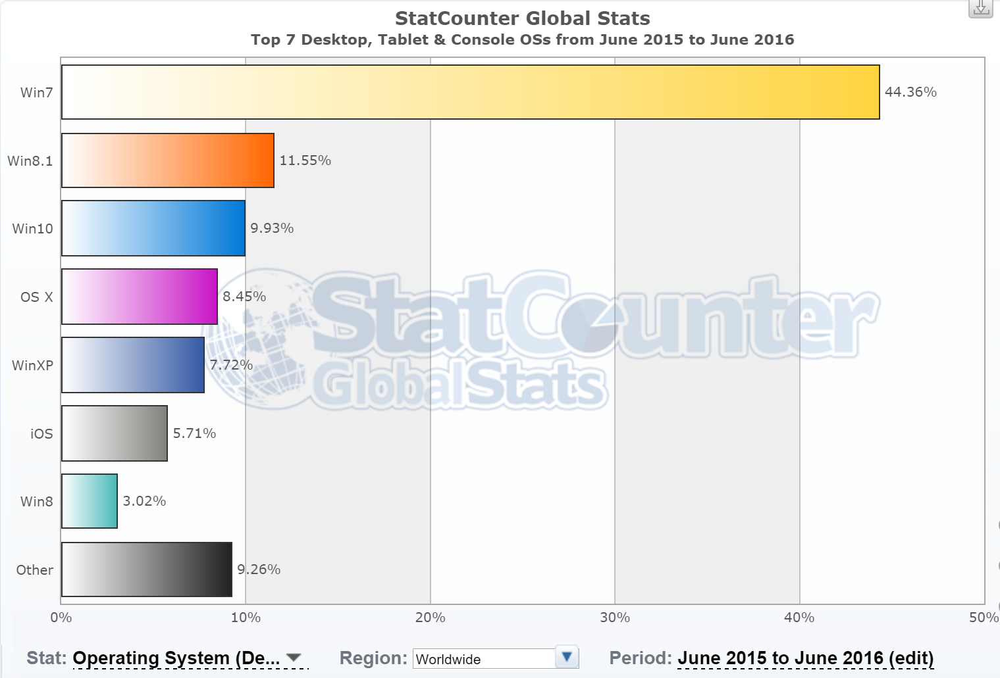 StatCounter Global Stats
Top 7 Desktop, Tablet & Console OSs from June 2015 to June 2016
Win7
44.36%
Win8.1
11.55%
Win10
9.93%
OS X
8.45%
WinXP
7.72%
iOS
5.71%
Win8
3.02%
Other
9.26%
StatCounter
GlobalStats
0% 10% 20% 30% 40% 50%
Stat: Operating System (De... Region: Worldwide Period: June 2015 to June 2016 (edit)